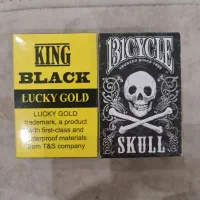 KING
BLACK
LUCKY GOLD
LUCKY GOLD
trademark, a product
with first-class and
waterproof materials
from T&S company.
BICYCLE
SKULL